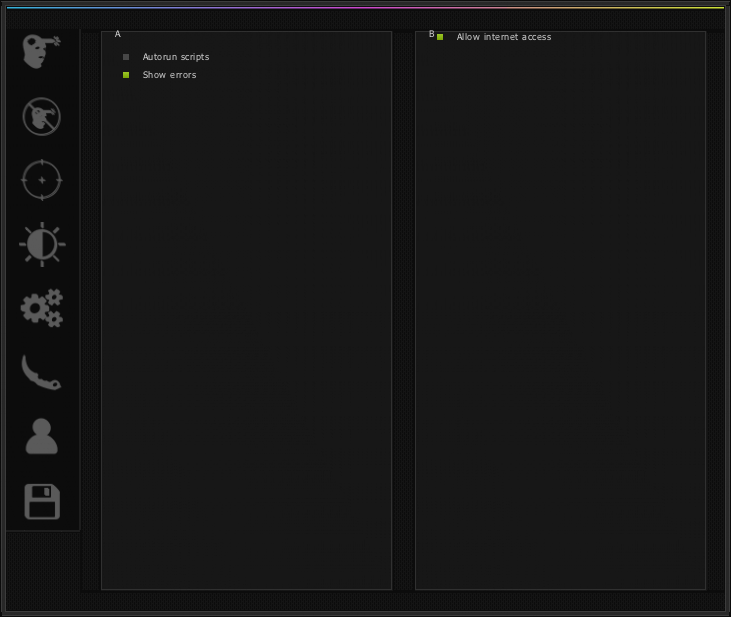 A
Autorun scripts
Show errors
B
Allow internet access